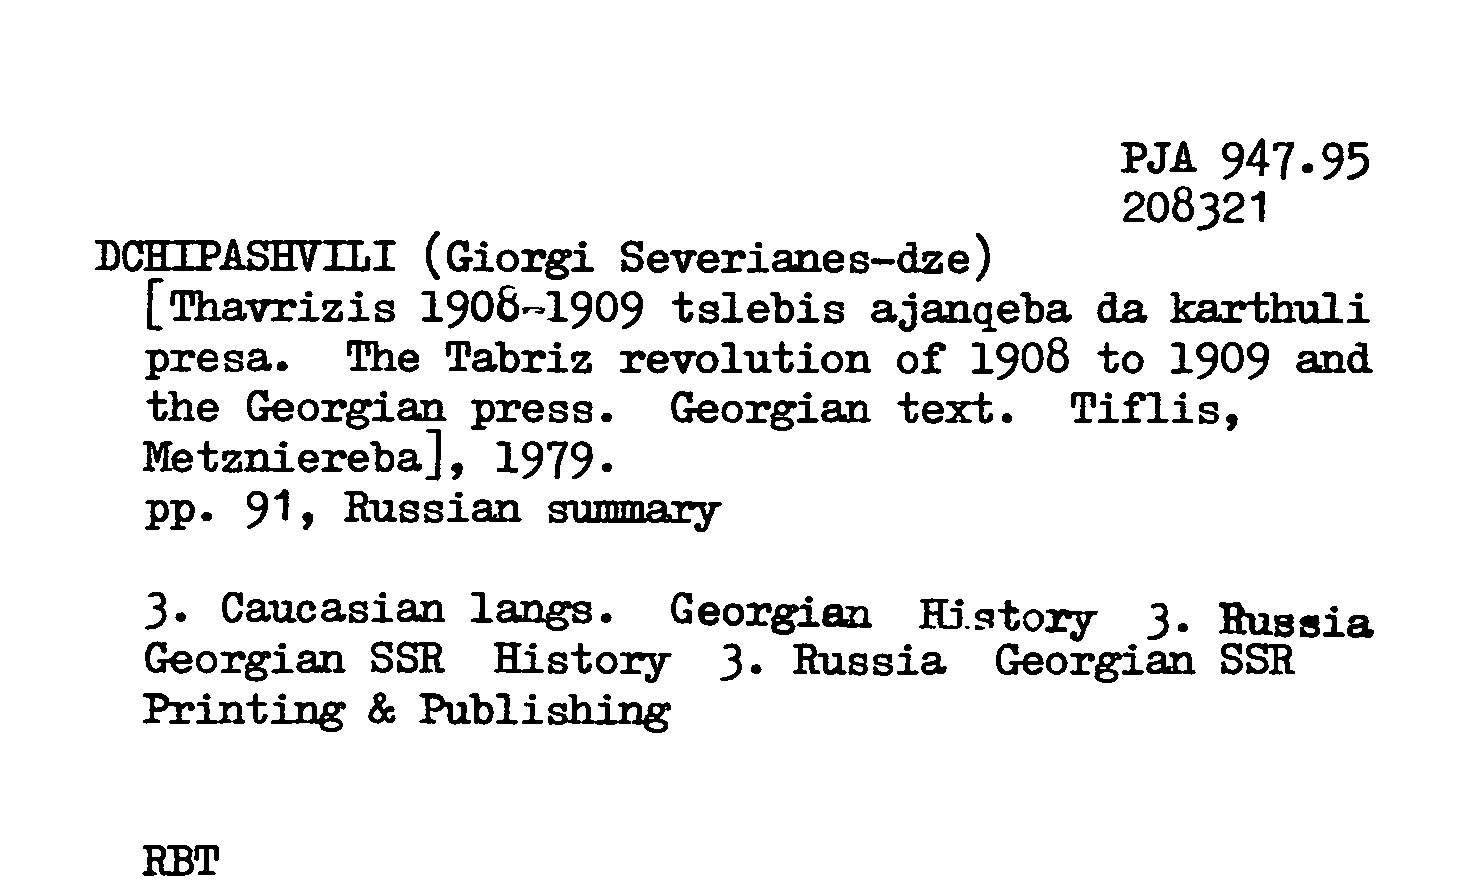 PJA 947.95
208321
DCHIPASHVILI (Giorgi Severianes-dze)
[Thavrizis 1908-1909 tslebis ajanqeba da karthuli
presa. The Tabriz revolution of 1908 to 1909 and
the Georgian press. Georgian text. Tiflis,
Metzniereba], 1979.
pp. 91, Russian summary
3. Caucasian langs. Georgian History 3. Russia
Georgian SSR History 3. Russia Georgian SSR
Printing & Publishing
RBT